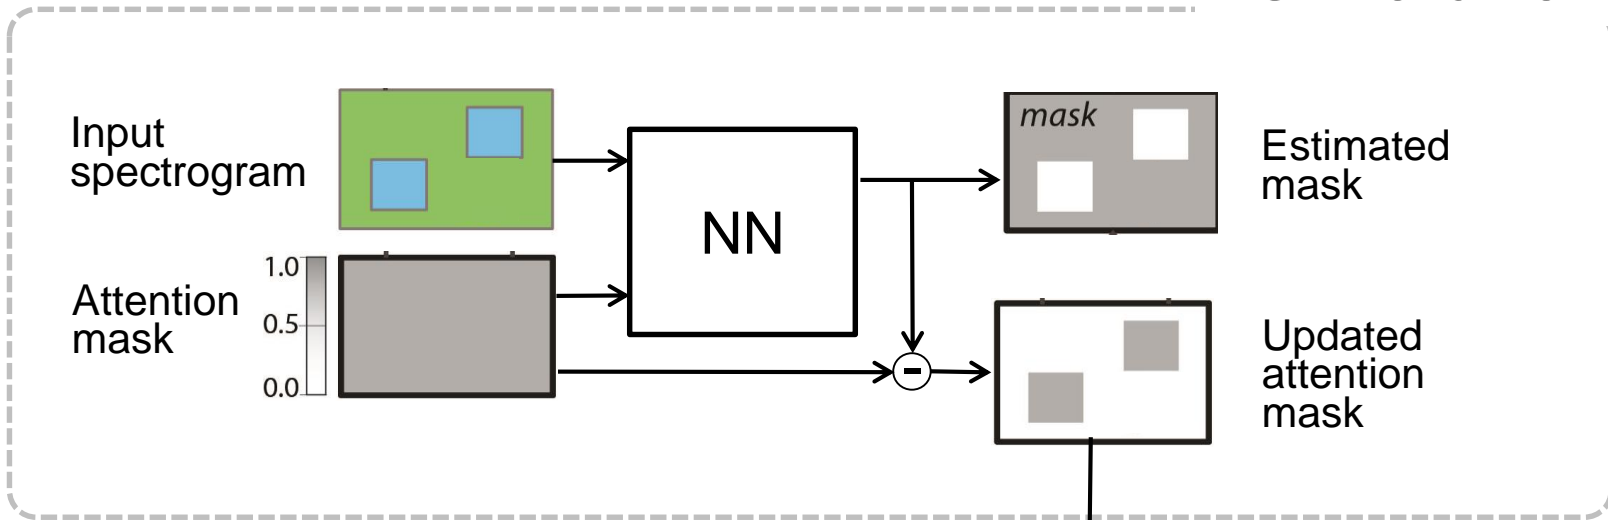 Input
spectrogram
mask
Estimated
mask
NN
Attention
mask
1.0
0.5
0.0
-
Updated
attention
mask